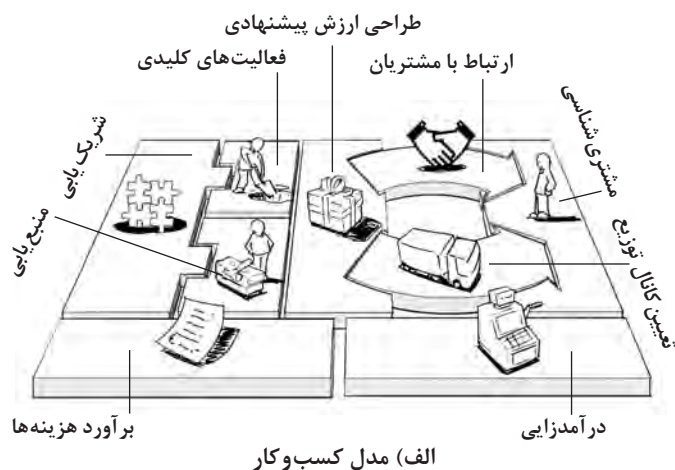 طراحی ارزش پیشنهادی
ارتباط با مشتریان
فعالیت‌های کلیدی
مشتری شناسی
تعیین کانال توزیع
شریک یابی
منبع‌یابی
درآمدزایی
برآورد هزینه‌ها
الف) مدل کسب‌وکار